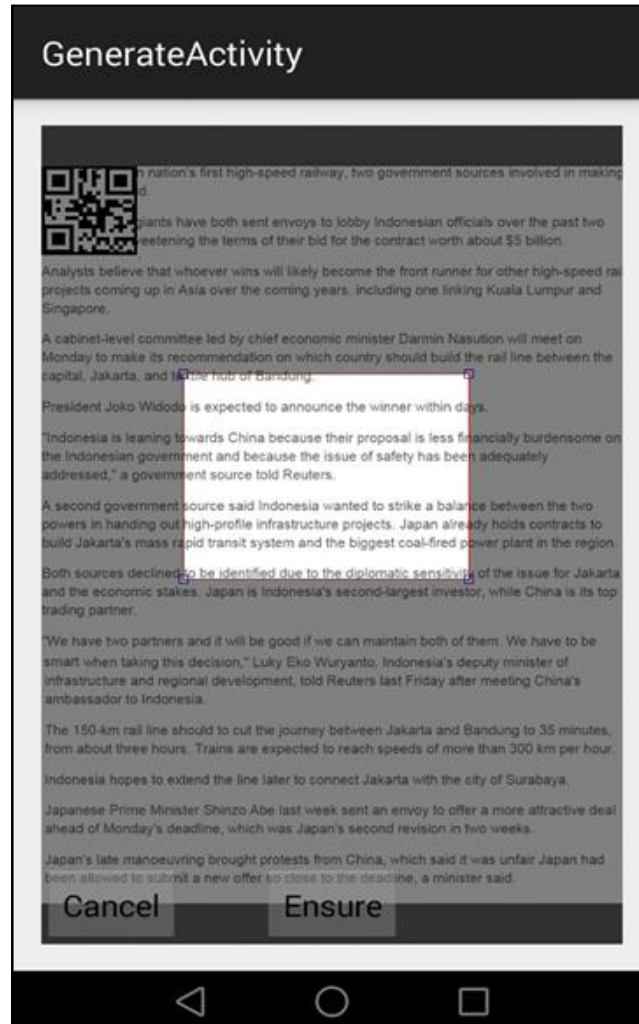 GenerateActivity
n nation's first high-speed railway, two government sources involved in making
d.
giants have both sent envoys to lobby Indonesian officials over the past two
veetening the terms of their bid for the contract worth about $5 billion.
Analysts believe that whoever wins will likely become the front runner for other high-speed rai
projects coming up in Asia over the coming years, including one linking Kuala Lumpur and
Singapore.
A cabinet-level committee led by chief economic minister Darmin Nasution will meet on
Monday to make its recommendation on which country should build the rail line between the
capital, Jakarta, and textile hub of Bandung.
President Joko Widodo is expected to announce the winner within days.
"Indonesia is leaning towards China because their proposal is less financially burdensome on
the Indonesian government and because the issue of safety has been adequately
addressed," a government source told Reuters.
A second government source said Indonesia wanted to strike a balance between the two
powers in handing out high-profile infrastructure projects. Japan already holds contracts to
build Jakarta's mass rapid transit system and the biggest coal-fired power plant in the region.
Both sources declined to be identified due to the diplomatic sensitivity of the issue for Jakarta
and the economic stakes. Japan is Indonesia's second-largest investor, while China is its top
trading partner.
"We have two partners and it will be good if we can maintain both of them. We have to be
smart when taking this decision," Luky Eko Wuryanto, Indonesia's deputy minister of
infrastructure and regional development, told Reuters last Friday after meeting China's
ambassador to Indonesia.
The 150-km rail line should to cut the journey between Jakarta and Bandung to 35 minutes,
from about three hours. Trains are expected to reach speeds of more than 300 km per hour.
Indonesia hopes to extend the line later to connect Jakarta with the city of Surabaya.
Japanese Prime Minister Shinzo Abe last week sent an envoy to offer a more attractive deal
ahead of Monday's deadline, which was Japan's second revision in two weeks.
Japan's late manoeuvring brought protests from China, which said it was unfair Japan had
been allowed to submit a new offer so close to the deadline, a minister said.
Cancel Ensure